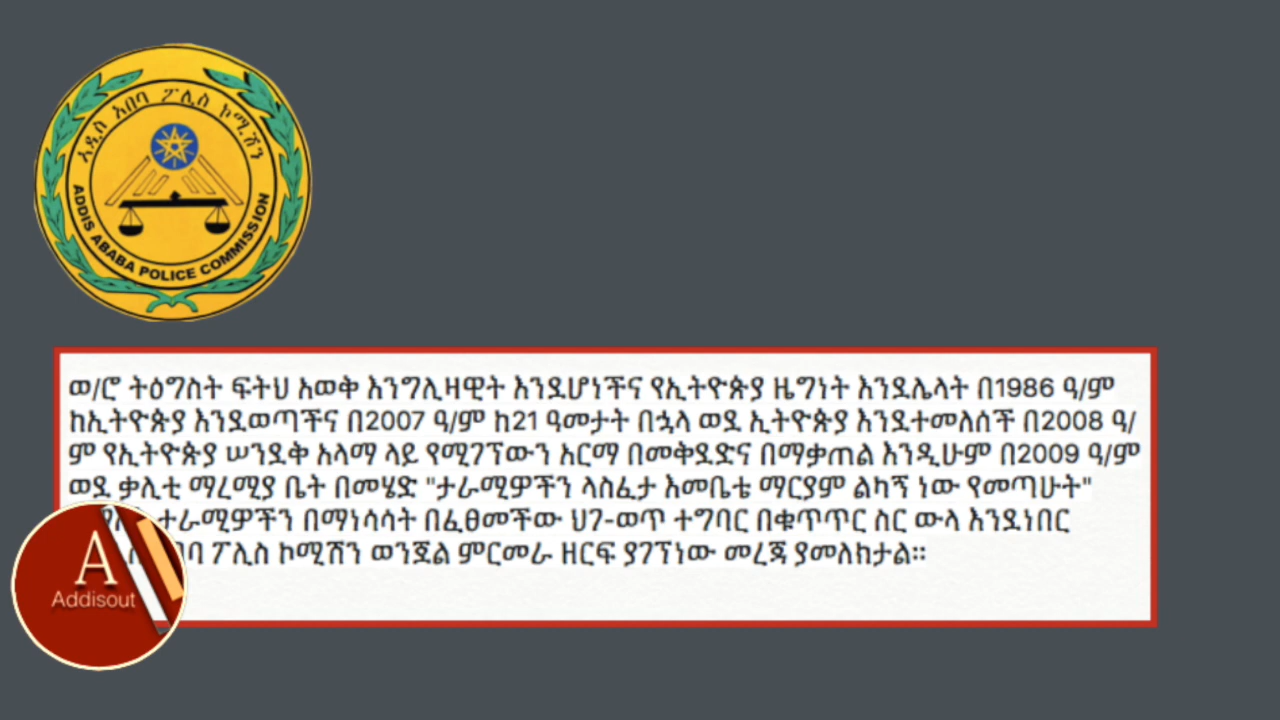 አዲስ አበባ ፖሊስ ኮሚሽን
ADDIS ABABA POLICE COMMISSION
ወ/ሮ ትዕግስት ፍትህ አወቅ እንግሊዛዊት እንደሆነችና የኢትዮጵያ ዜግነት እንደሌላት በ1986 ዓ/ም
ከኢትዮጵያ እንደወጣችና በ2007 ዓ/ም ከ21 ዓመታት በኋላ ወደ ኢትዮጵያ እንደተመለሰች በ2008 ዓ/
ም የኢትዮጵያ ሠንደቅ አላማ ላይ የሚገኘውን አርማ በመቅደድና በማቃጠል እንዲሁም በ2009 ዓ/ም
ወደ ቃሊቲ ማረሚያ ቤት በመሄድ "ታራሚዎችን ላስፈታ እመቤቴ ማርያም ልካኝ ነው የመጣሁት"
ታራሚዎችን በማነሳሳት በፈፀመችው ህገ-ወጥ ተግባር በቁጥጥር ስር ውላ እንደነበር
ፖሊስ ኮሚሽን ወንጀል ምርመራ ዘርፍ ያገኘነው መረጃ ያመለክታል።
A
Addisout